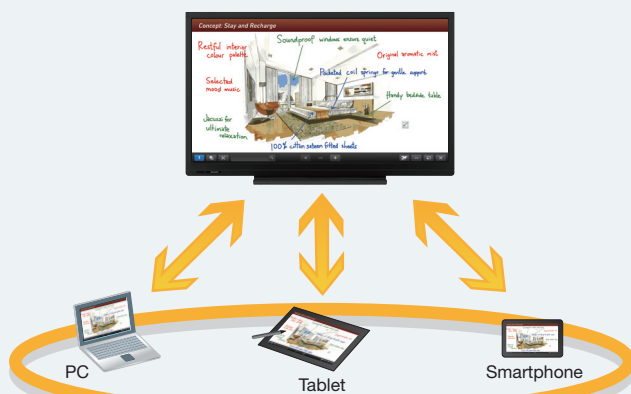 Concept: Stay and Recharge
Restful interior
colour palette
Soundproof windows ensure quiet
Original aromatic mist
Selected
mood music
Pocketed coil springs for gentle support
Handy bedside table
Jacuzzi for
ultimate
relaxation
100% cotton sateen fitted sheets
PC
Tablet
Smartphone